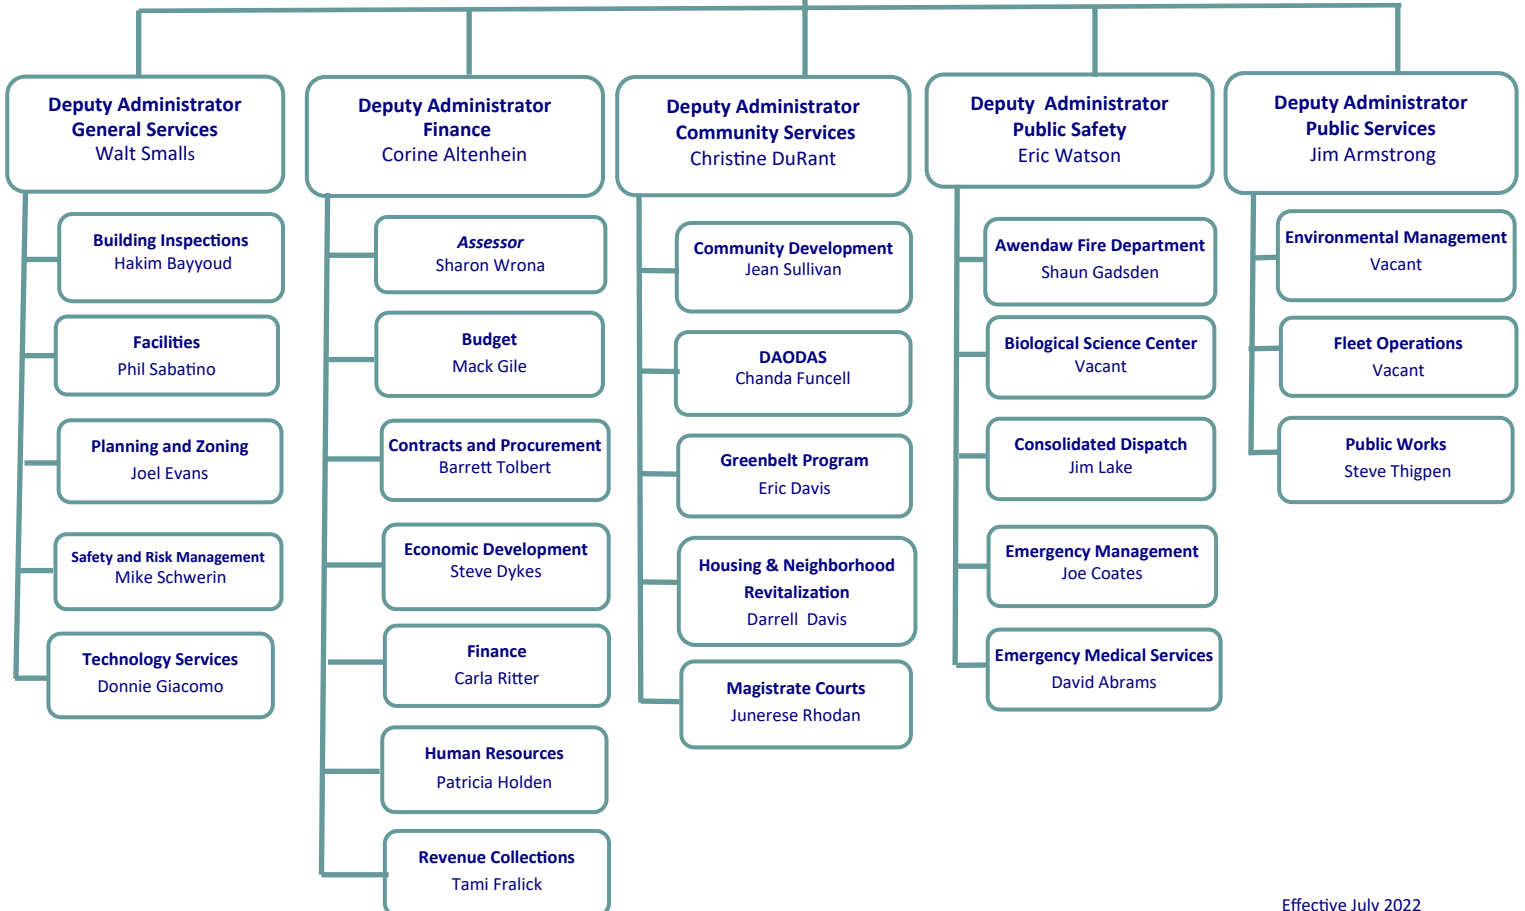 Deputy Administrator
General Services
Walt Smalls
Building Inspections
Hakim Bayyoud
Facilities
Phil Sabatino
Planning and Zoning
Joel Evans
Safety and Risk Management
Mike Schwerin
Technology Services
Donnie Giacomo
Deputy Administrator
Finance
Corine Altenhein
Assessor
Sharon Wrona
Budget
Mack Gile
Contracts and Procurement
Barrett Tolbert
Economic Development
Steve Dykes
Finance
Carla Ritter
Human Resources
Patricia Holden
Revenue Collections
Tami Fralick
Deputy Administrator
Community Services
Christine DuRant
Community Development
Jean Sullivan
DAODAS
Chanda Funcell
Greenbelt Program
Eric Davis
Housing & Neighborhood
Revitalization
Darrell Davis
Magistrate Courts
Junerese Rhodan
Deputy Administrator
Public Safety
Eric Watson
Awendaw Fire Department
Shaun Gadsden
Biological Science Center
Vacant
Consolidated Dispatch
Jim Lake
Emergency Management
Joe Coates
Emergency Medical Services
David Abrams
Deputy Administrator
Public Services
Jim Armstrong
Environmental Management
Vacant
Fleet Operations
Vacant
Public Works
Steve Thigpen
Effective July 2022